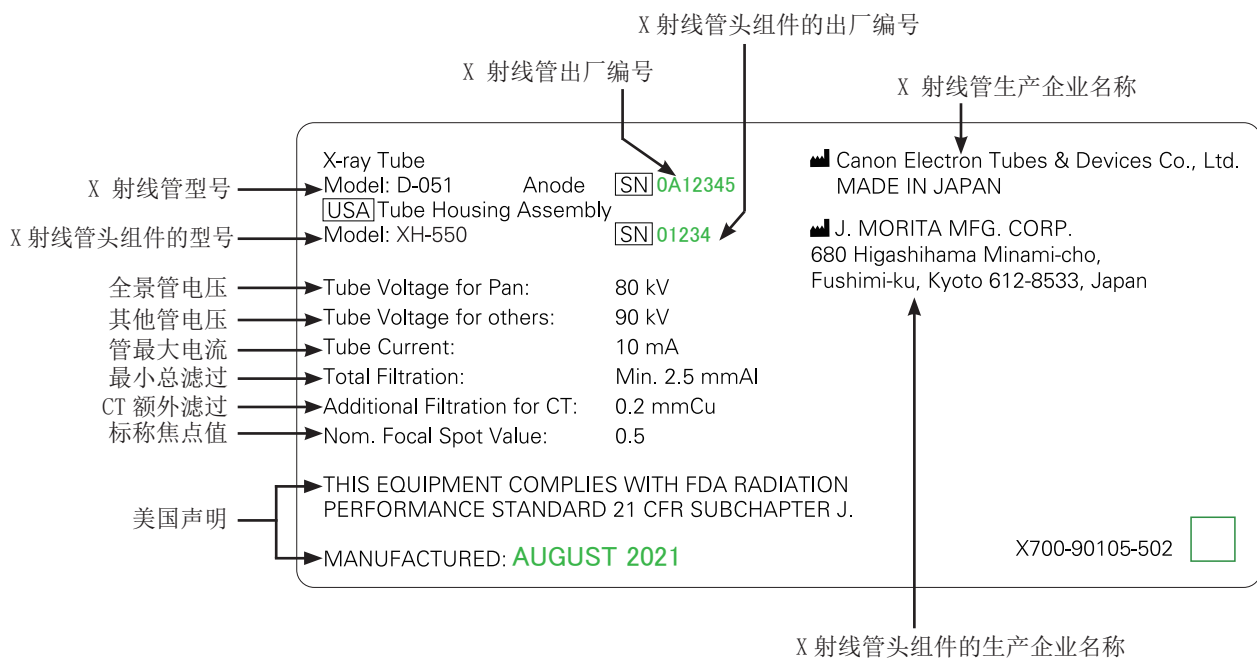 X 射线管头组件的出厂编号
X 射线管出厂编号
X 射线管生产企业名称
X-ray Tube
X 射线管型号
Model: D-051 Anode SN 0A12345
USA Tube Housing Assembly
X 射线管头组件的型号
Model: XH-550 SN 01234
Canon Electron Tubes & Devices Co., Ltd.
MADE IN JAPAN
J. MORITA MFG. CORP.
680 Higashihama Minami-cho,
Fushimi-ku, Kyoto 612-8533, Japan
全景管电压
Tube Voltage for Pan: 80 kV
其他管电压
Tube Voltage for others: 90 kV
管最大电流
Tube Current: 10 mA
最小总滤过
Total Filtration: Min. 2.5 mmAl
CT 额外滤过
Additional Filtration for CT: 0.2 mmCu
标称焦点值
Nom. Focal Spot Value: 0.5
美国声明
THIS EQUIPMENT COMPLIES WITH FDA RADIATION
PERFORMANCE STANDARD 21 CFR SUBCHAPTER J.
MANUFACTURED: AUGUST 2021
X700-90105-502
X 射线管头组件的生产企业名称